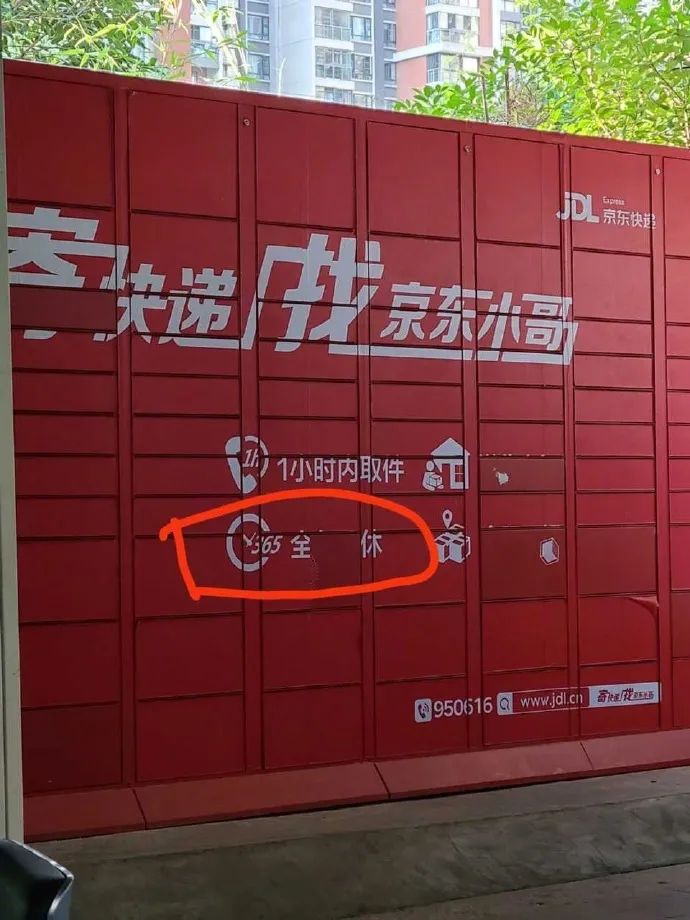 JDL Express 京东快递
寄快递 找京东小哥
1h 1小时内取件
365 全 休
950616 www.jdl.cn 寄快递 找京东小哥